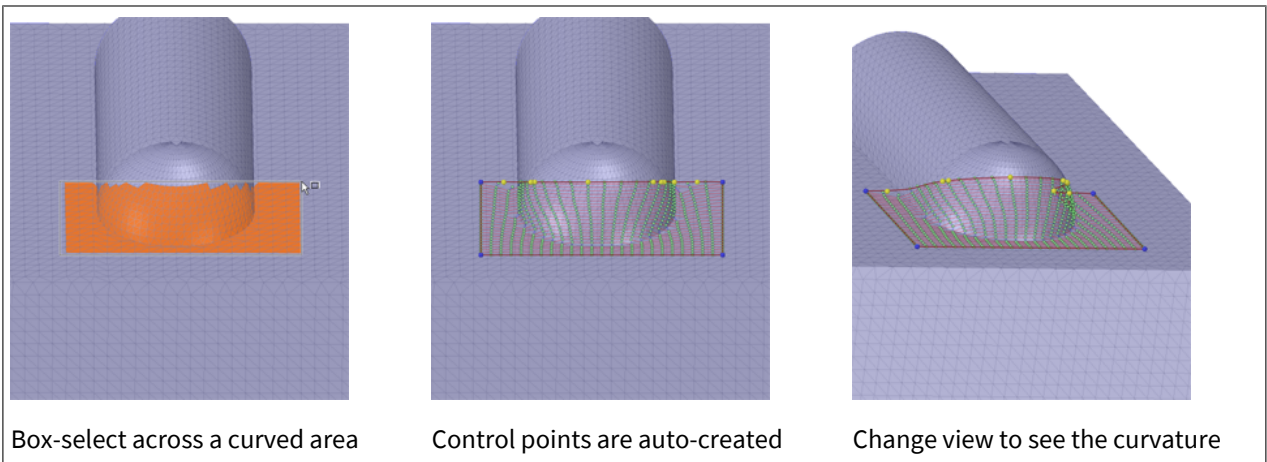 Box-select across a curved area
Control points are auto-created
Change view to see the curvature